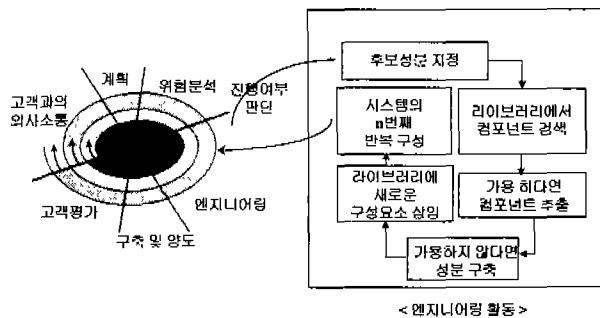 계획
위험분석
진행여부
판단
고객과의
의사소통
고객평가
구축 및 양도
엔지니어링
후보성분 지정
시스템의
n번째
반복 구성
리이브러리에서
컴포넌트 검색
라이브러리에
새로운
구성요소 삽입
가용 하다면
컴포넌트 추출
가용하지 않다면
성분 구축
< 엔지니어링 활동 >